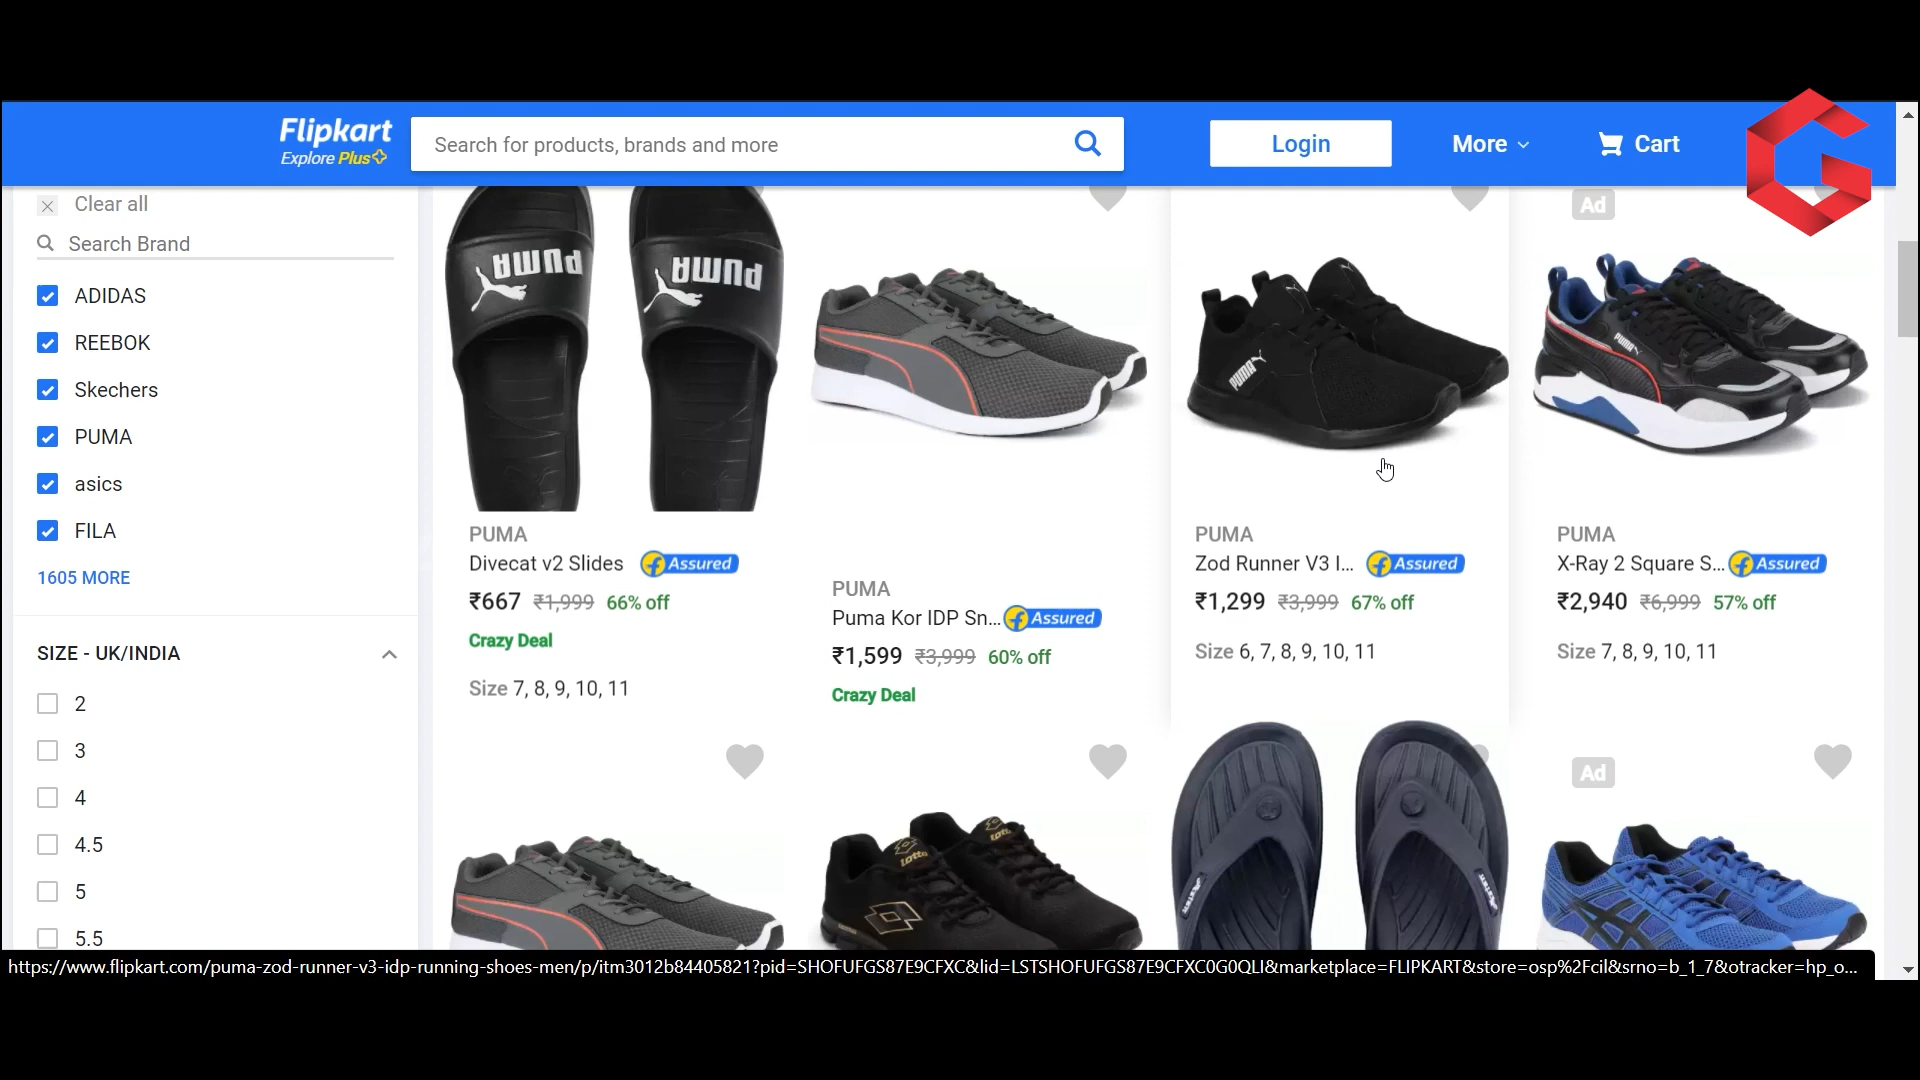 Flipkart
Explore Plus
Search for products, brands and more
Login
More
Cart
Clear all
Search Brand
ADIDAS
REEBOK
Skechers
PUMA
asics
FILA
1605 MORE
SIZE - UK/INDIA
2
3
4
4.5
5
5.5
PUMA
PUMA
PUMA
Divecat v2 Slides
Assured
₹667 ₹1,999 66% off
Crazy Deal
Size 7, 8, 9, 10, 11
PUMA
Puma Kor IDP Sn...
Assured
₹1,599 ₹3,999 60% off
Crazy Deal
PUMA
PUMA
Zod Runner V3 I...
Assured
₹1,299 ₹3,999 67% off
Size 6, 7, 8, 9, 10, 11
Ad
PUMA
PUMA
X-Ray 2 Square S...
Assured
₹2,940 ₹6,999 57% off
Size 7, 8, 9, 10, 11
lotto
lotto
Ad
https://www.flipkart.com/puma-zod-runner-v3-idp-running-shoes-men/p/itm3012b84405821?pid=SHOFUFGS87E9CFXC&lid=LSTSHOFUFGS87E9CFXC0G0QLI&marketplace=FLIPKART&store=osp%2Fcil&srno=b_1_7&otracker=hp_o...